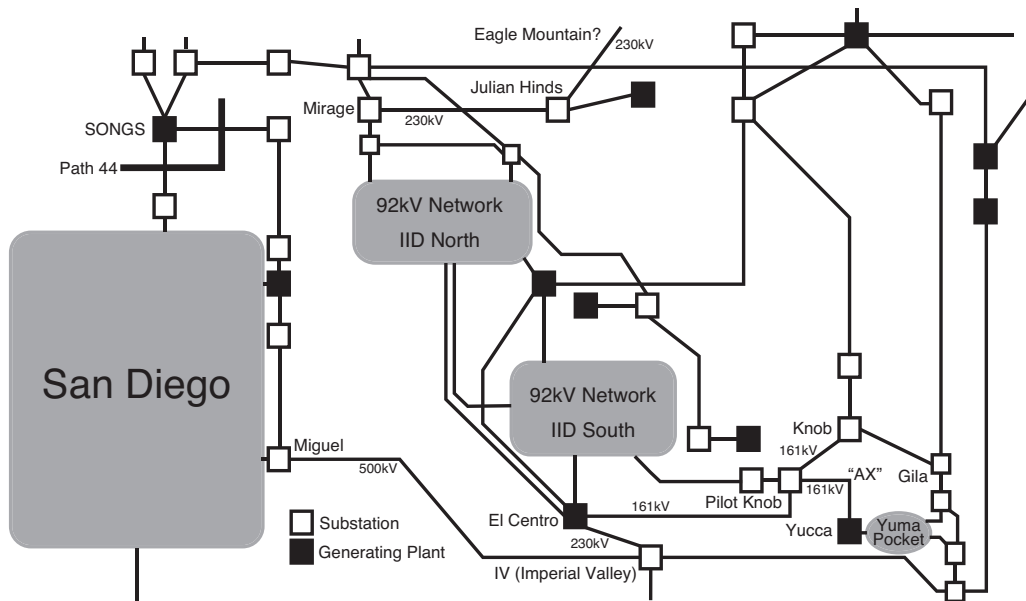 Eagle Mountain?
230kV
Julian Hinds
Mirage
230kV
SONGS
Path 44
92kV Network
IID North
San Diego
92kV Network
IID South
Knob
161kV
Miguel
500kV
"AX"
Gila
161kV
Pilot Knob
Substation
Generating Plant
El Centro
161kV
Yucca
Yuma
Pocket
230kV
IV (Imperial Valley)